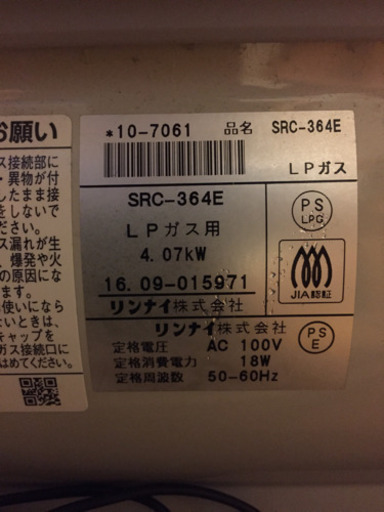 お願い
ス接続部に
・異物が付
したまま接
をしないで
ださい。
ス漏れが生
、爆発や火
の原因にな
ます。
使いになら
いときは、
キャップを
ガス接続口に
はめてください。
*10-7061 品名 SRC-364E
LPガス
SRC-364E
LPガス用
4.07kW
16.09-015971
リンナイ株式会社
PS
LPG
JIA認証
リンナイ株式会社
定格電圧 AC 100V
定格消費電力 18W
定格周波数 50-60Hz
PS
E